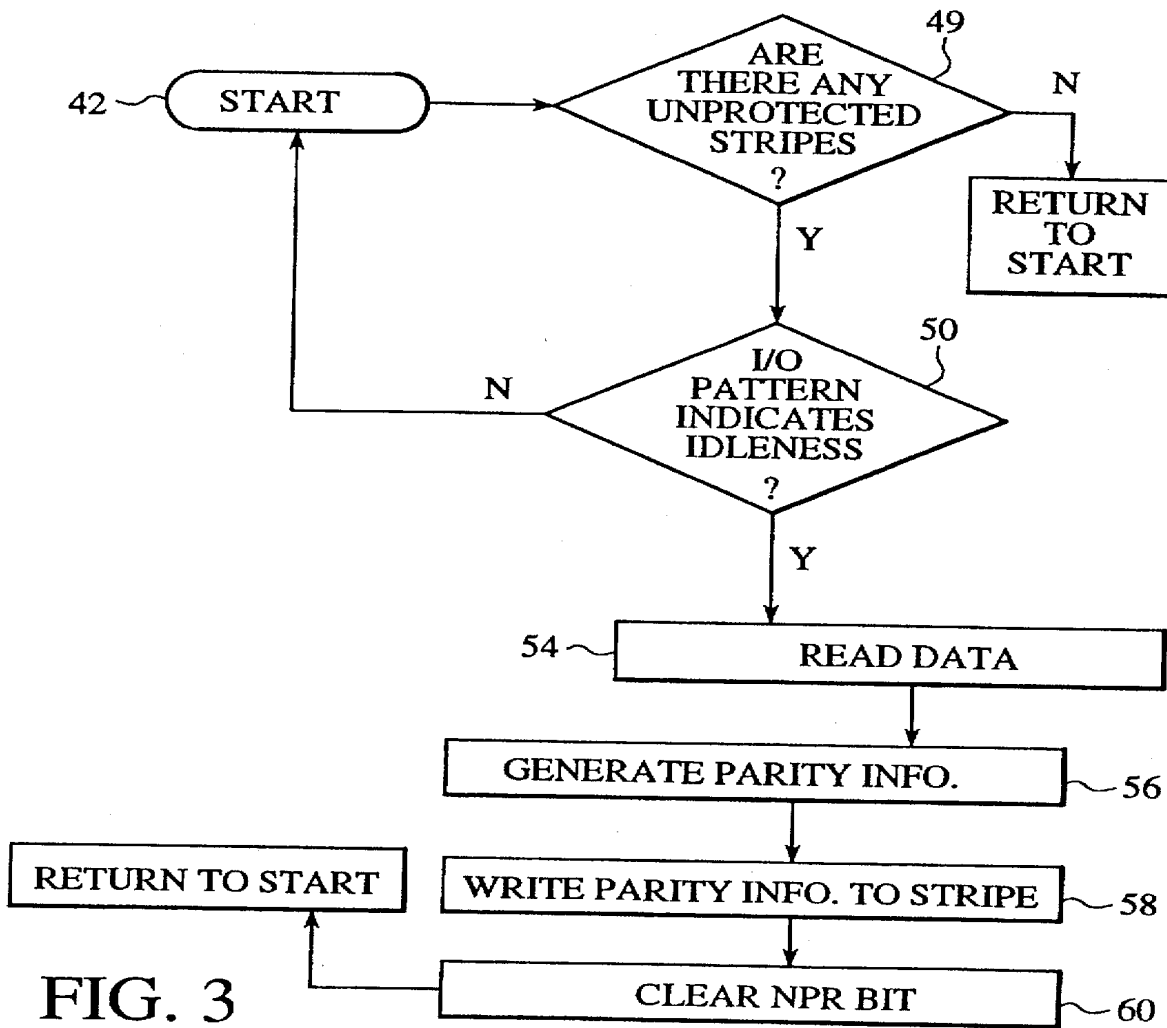 49
ARE
THERE ANY
UNPROTECTED
STRIPES
?
N
42
START
RETURN
TO
START
Y
50
I/O
PATTERN
INDICATES
IDLENESS
?
N
Y
54
READ DATA
GENERATE PARITY INFO.
56
RETURN TO START
WRITE PARITY INFO. TO STRIPE
58
CLEAR NPR BIT
60
FIG. 3